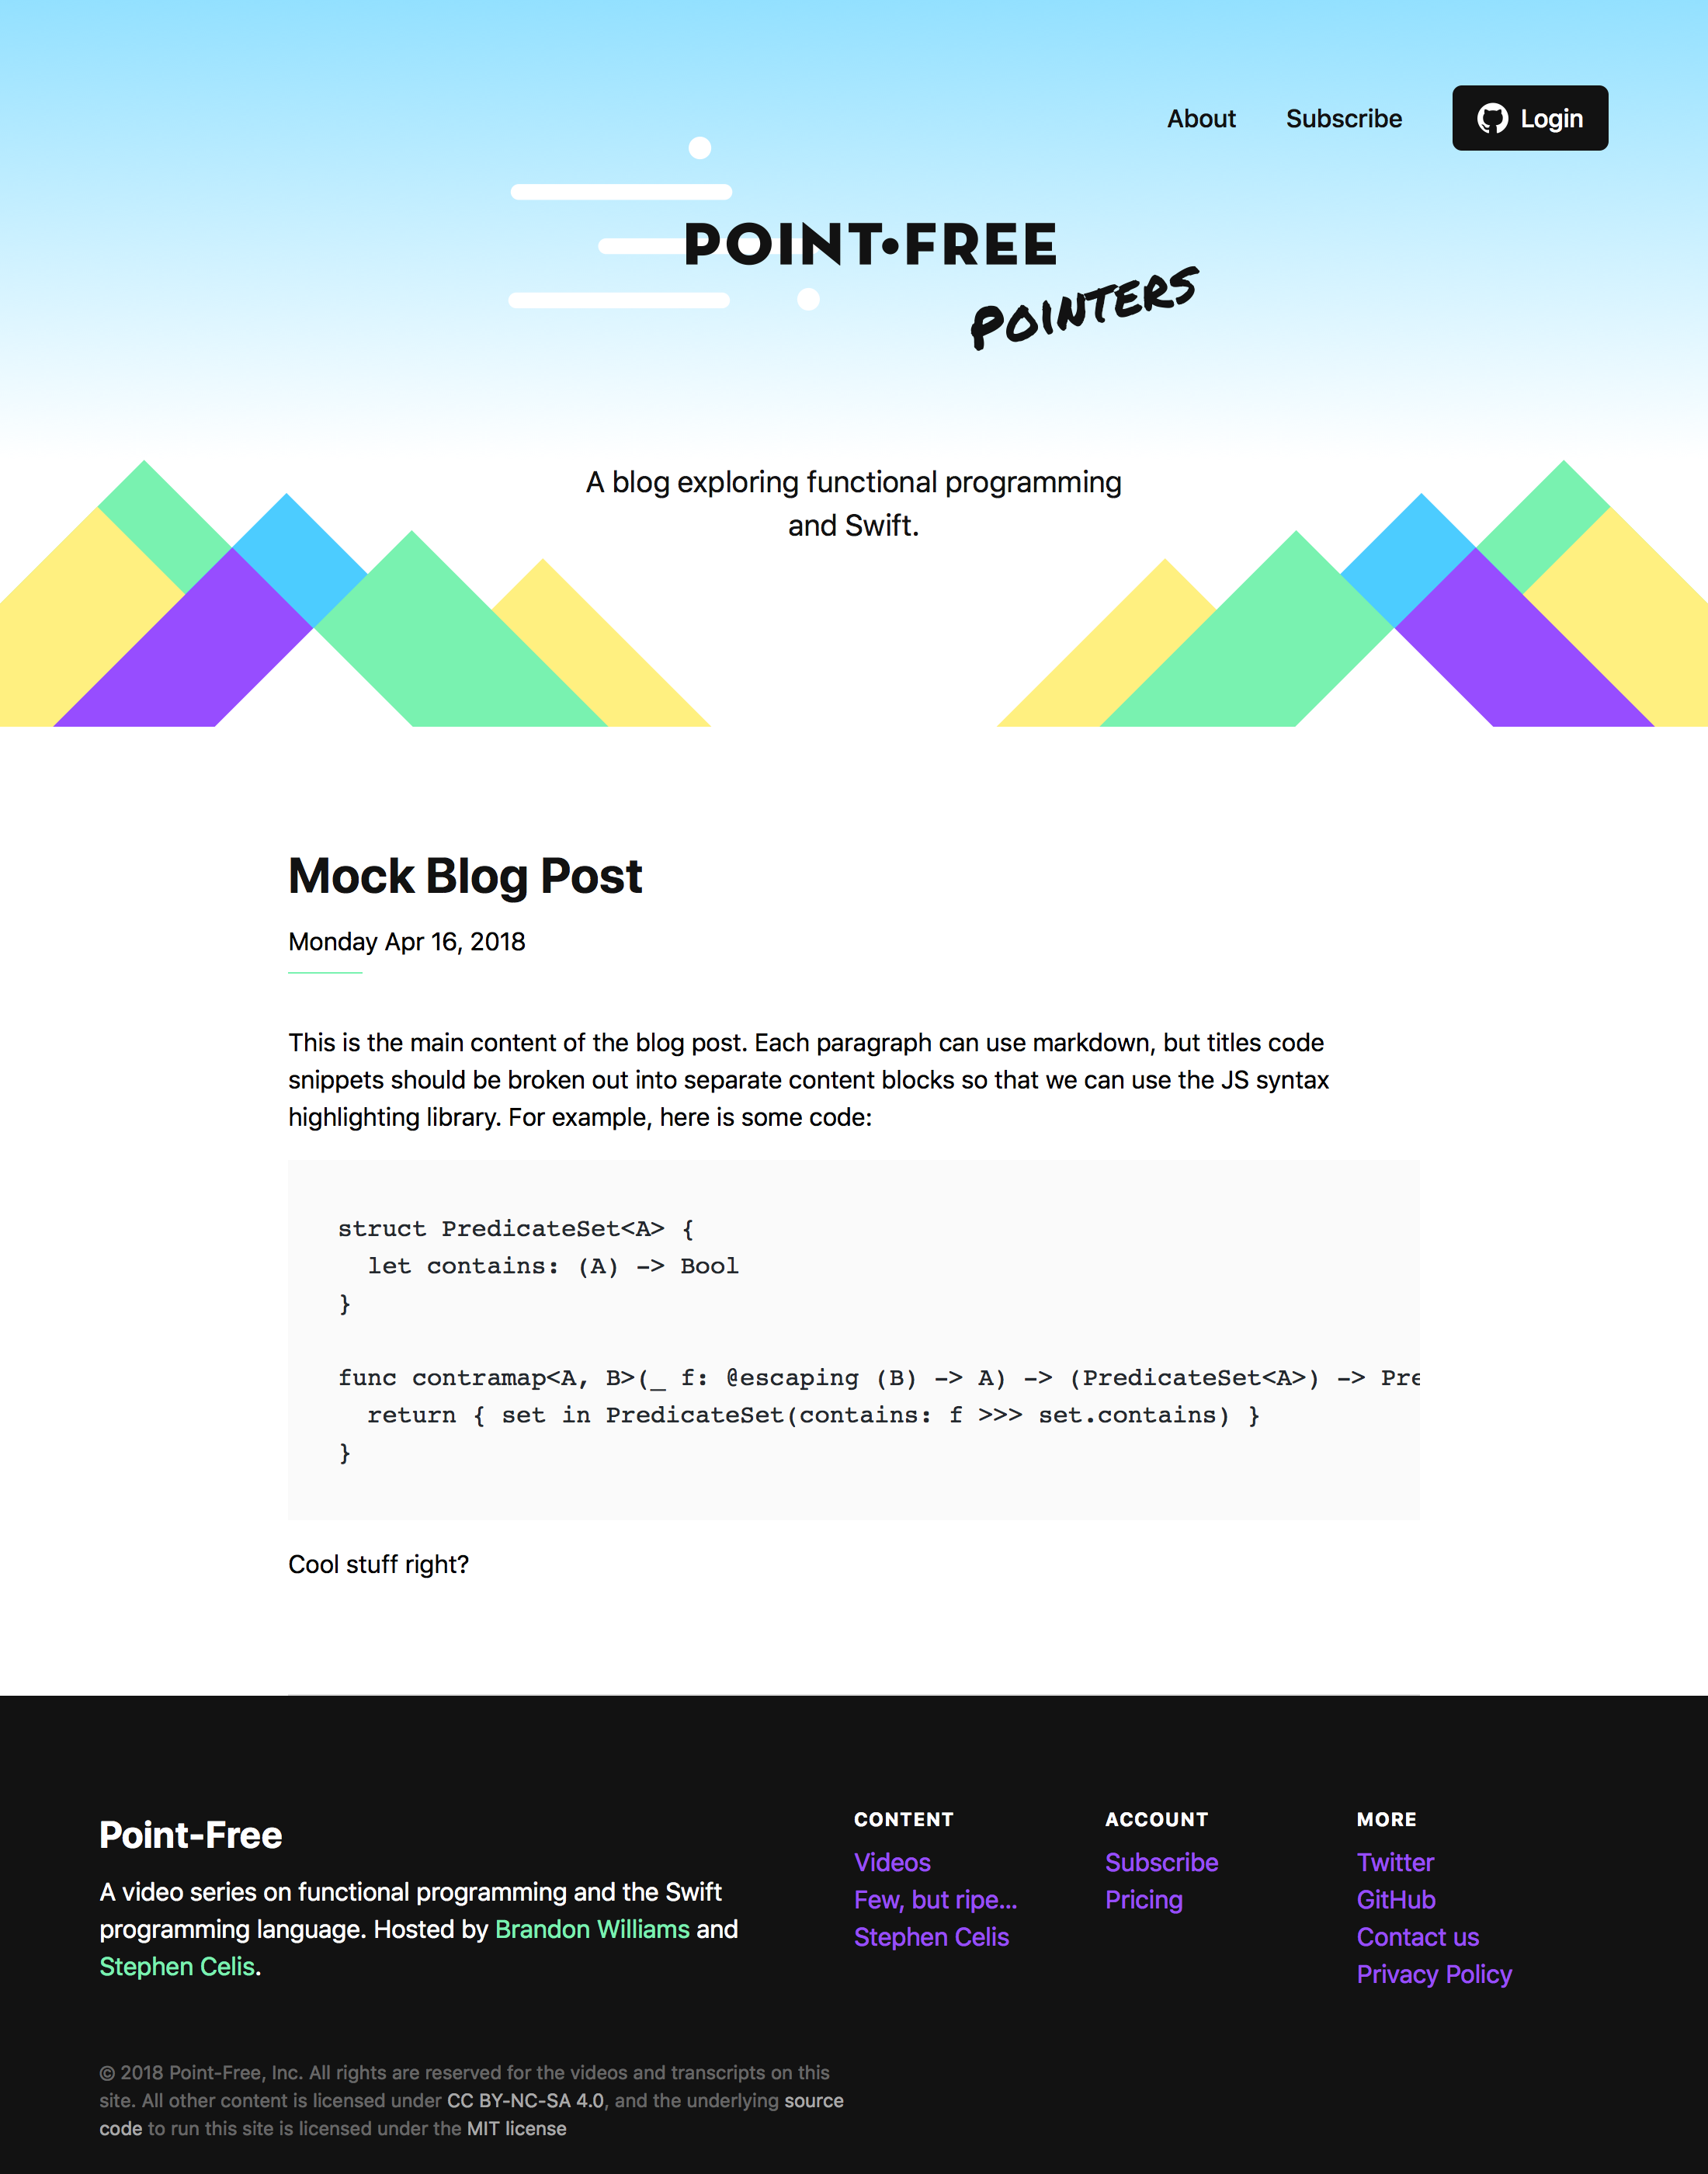 About Subscribe Login
POINT•FREE
POINTERS
A blog exploring functional programming
and Swift.
Mock Blog Post
Monday Apr 16, 2018
This is the main content of the blog post. Each paragraph can use markdown, but titles code
snippets should be broken out into separate content blocks so that we can use the JS syntax
highlighting library. For example, here is some code:
struct PredicateSet<A> {
  let contains: (A) -> Bool
}
func contramap<A, B>(_ f: @escaping (B) -> A) -> (PredicateSet<A>) -> Pre
  return { set in PredicateSet(contains: f >>> set.contains) }
}
Cool stuff right?
Point-Free
A video series on functional programming and the Swift
programming language. Hosted by Brandon Williams and
Stephen Celis.
CONTENT
Videos
Few, but ripe...
Stephen Celis
ACCOUNT
Subscribe
Pricing
MORE
Twitter
GitHub
Contact us
Privacy Policy
© 2018 Point-Free, Inc. All rights are reserved for the videos and transcripts on this
site. All other content is licensed under CC BY-NC-SA 4.0, and the underlying source
code to run this site is licensed under the MIT license